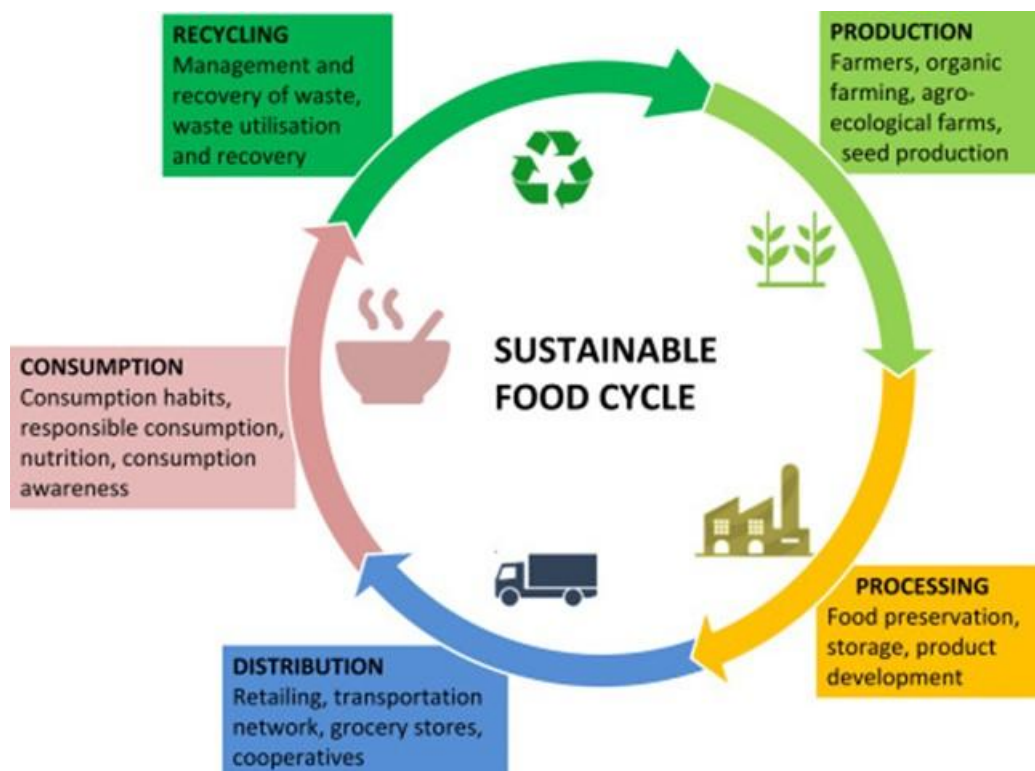 RECYCLING
Management and
recovery of waste,
waste utilisation
and recovery
PRODUCTION
Farmers, organic
farming, agro-
ecological farms,
seed production
SUSTAINABLE
FOOD CYCLE
CONSUMPTION
Consumption habits,
responsible consumption,
nutrition, consumption
awareness
PROCESSING
Food preservation,
storage, product
development
DISTRIBUTION
Retailing, transportation
network, grocery stores,
cooperatives